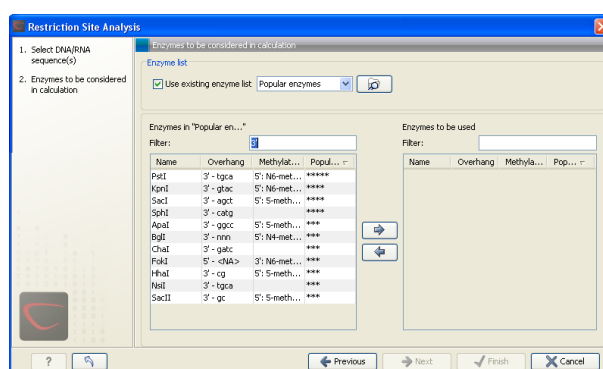 Restriction Site Analysis
1. Select DNA/RNA
sequence(s)
2. Enzymes to be considered
in calculation
Enzymes to be considered in calculation
Enzyme list
Use existing enzyme list Popular enzymes
Enzymes in "Popular en..."
Filter: 3'
Name Overhang Methylat... Popul...
PstI 3' - tgca 5': N6-met... *****
KpnI 3' - gtac 5': N6-met... ****
SacI 3' - agct 5': 5-meth... ****
SphI 3' - catg ****
ApaI 3' - ggcc 5': 5-meth... ***
BglI 3' - nnn 5': N4-met... ***
ChaI 3' - gatc ***
FokI 5' - <NA> 3': N6-met... ***
HhaI 3' - cg 5': 5-meth... ***
NsiI 3' - tgca ***
SacII 3' - gc 5': 5-meth... ***
Enzymes to be used
Filter:
Name Overhang Methyla... Pop...
? Previous Next Finish Cancel